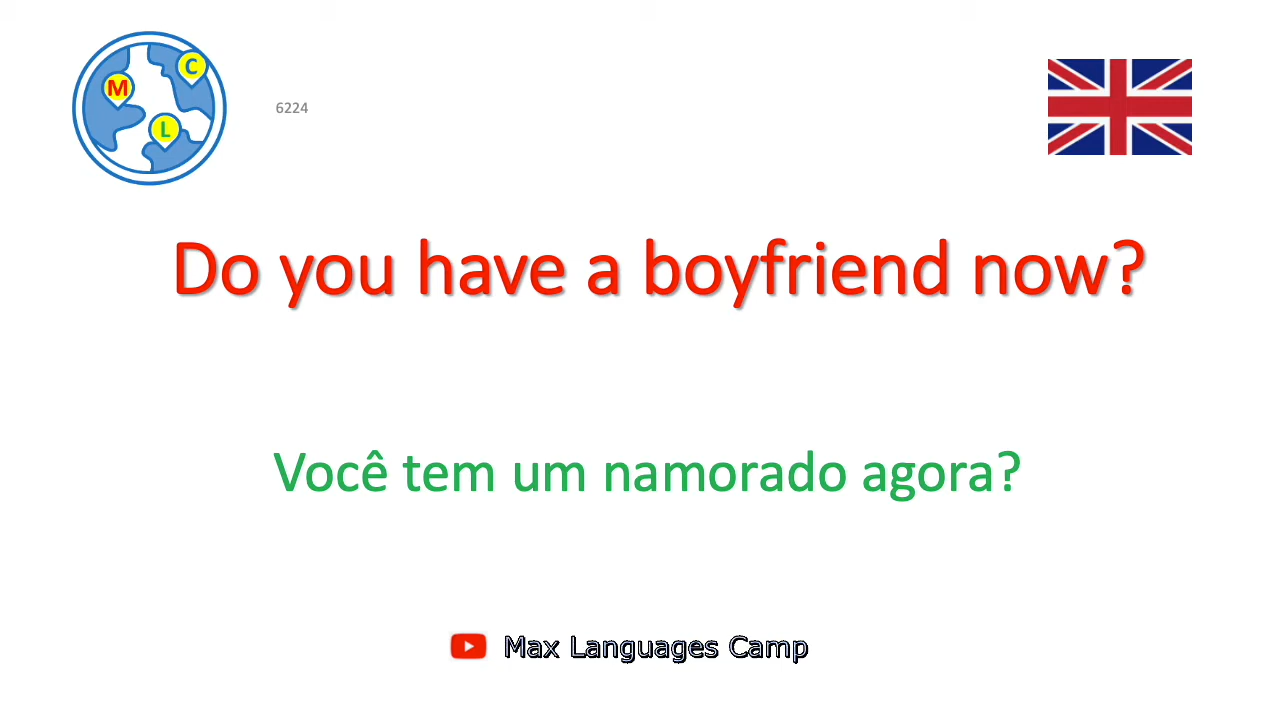 M
C
L
6224
Do you have a boyfriend now?
Você tem um namorado agora?
Max Languages Camp